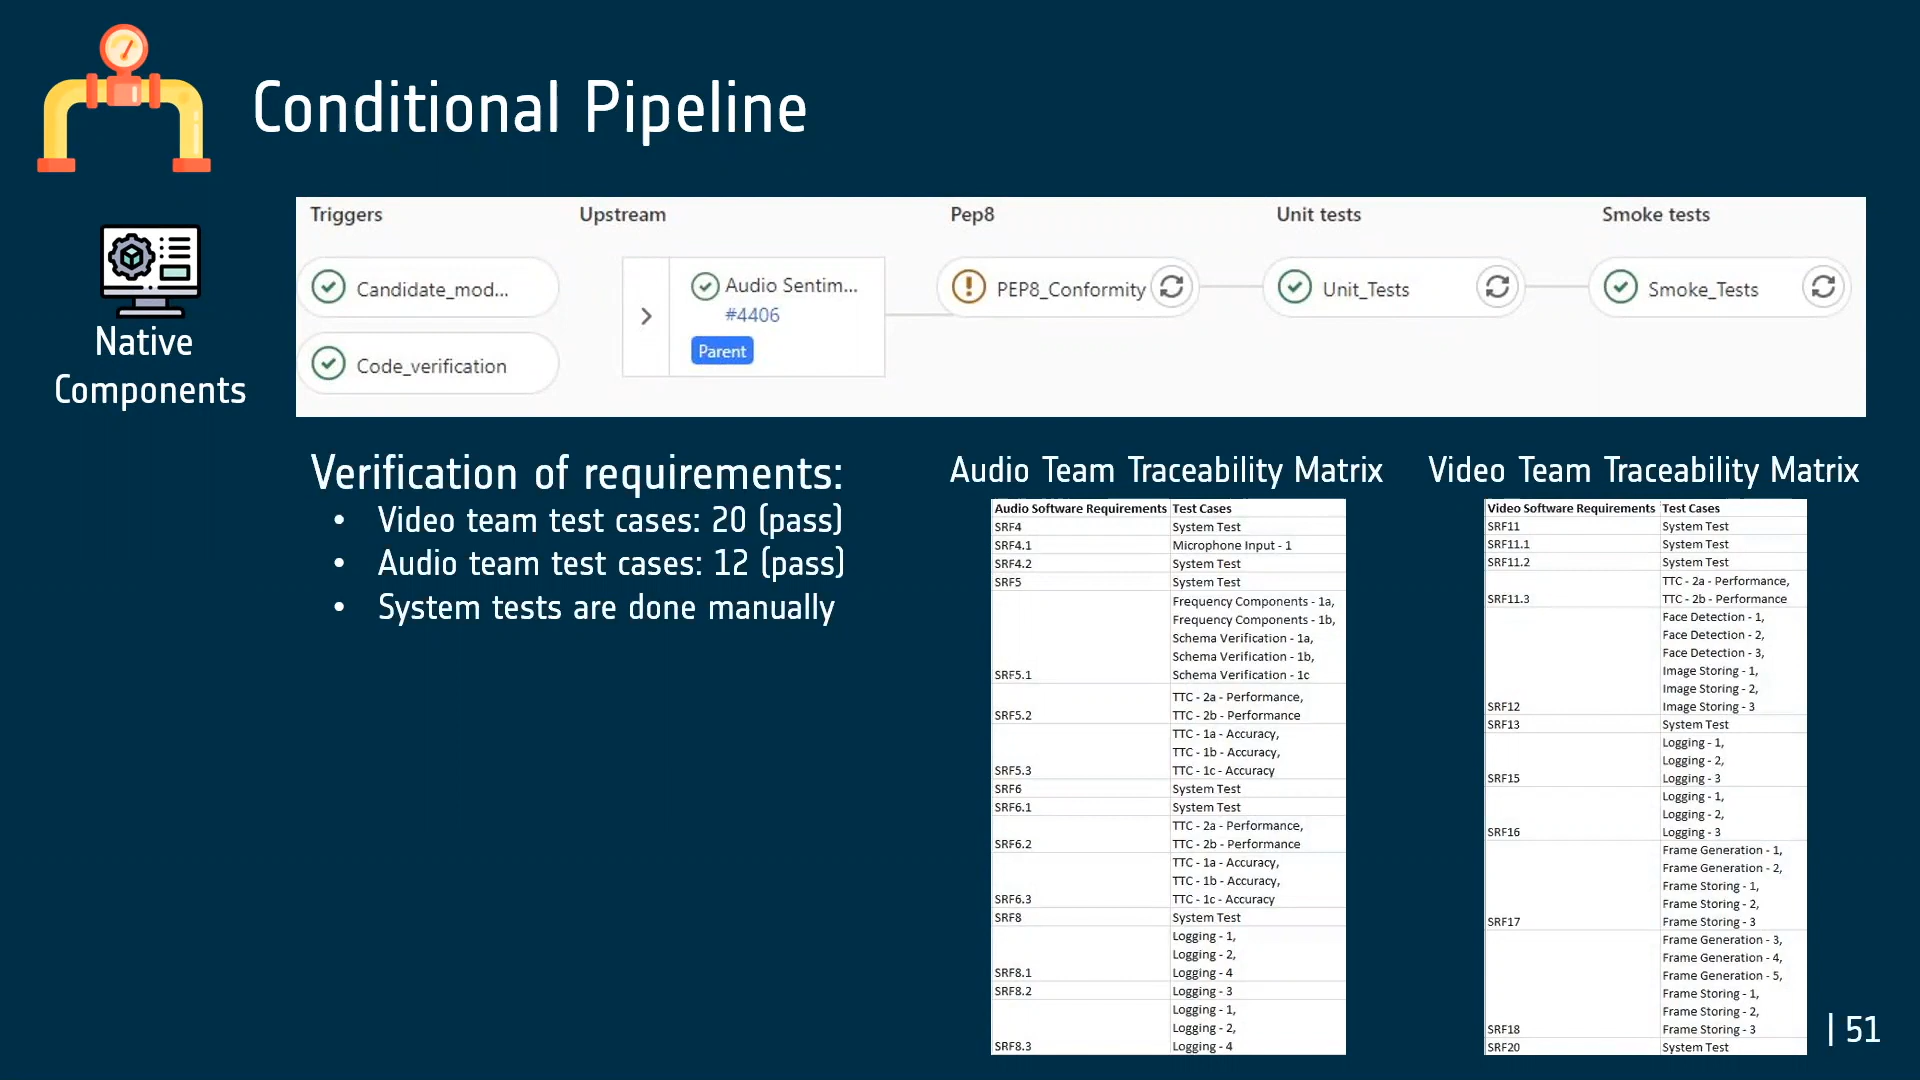 Conditional Pipeline
Native
Components
Triggers
Upstream
Pep8
Unit tests
Smoke tests
Candidate_mod...
Code_verification
Audio Sentim...
#4406
Parent
PEP8_Conformity
Unit_Tests
Smoke_Tests
Verification of requirements:
• Video team test cases: 20 (pass)
• Audio team test cases: 12 (pass)
• System tests are done manually
Audio Team Traceability Matrix
Audio Software Requirements Test Cases
SRF4 System Test
SRF4.1 Microphone Input - 1
SRF4.2 System Test
SRF5 System Test
Frequency Components - 1a,
Frequency Components - 1b,
Schema Verification - 1a,
Schema Verification - 1b,
SRF5.1 Schema Verification - 1c
TTC - 2a - Performance,
SRF5.2 TTC - 2b - Performance
TTC - 1a - Accuracy,
TTC - 1b - Accuracy,
SRF5.3 TTC - 1c - Accuracy
SRF6 System Test
SRF6.1 System Test
TTC - 2a - Performance,
SRF6.2 TTC - 2b - Performance
TTC - 1a - Accuracy,
TTC - 1b - Accuracy,
SRF6.3 TTC - 1c - Accuracy
SRF8 System Test
Logging - 1,
Logging - 2,
SRF8.1 Logging - 4
SRF8.2 Logging - 3
Logging - 1,
Logging - 2,
SRF8.3 Logging - 4
Video Team Traceability Matrix
Video Software Requirements Test Cases
SRF11 System Test
SRF11.1 System Test
SRF11.2 System Test
TTC - 2a - Performance,
SRF11.3 TTC - 2b - Performance
Face Detection - 1,
Face Detection - 2,
Face Detection - 3,
Image Storing - 1,
Image Storing - 2,
SRF12 Image Storing - 3
SRF13 System Test
Logging - 1,
Logging - 2,
SRF15 Logging - 3
Logging - 1,
Logging - 2,
SRF16 Logging - 3
Frame Generation - 1,
Frame Generation - 2,
Frame Storing - 1,
Frame Storing - 2,
SRF17 Frame Storing - 3
Frame Generation - 3,
Frame Generation - 4,
Frame Generation - 5,
Frame Storing - 1,
Frame Storing - 2,
SRF18 Frame Storing - 3
SRF20 System Test
| 51